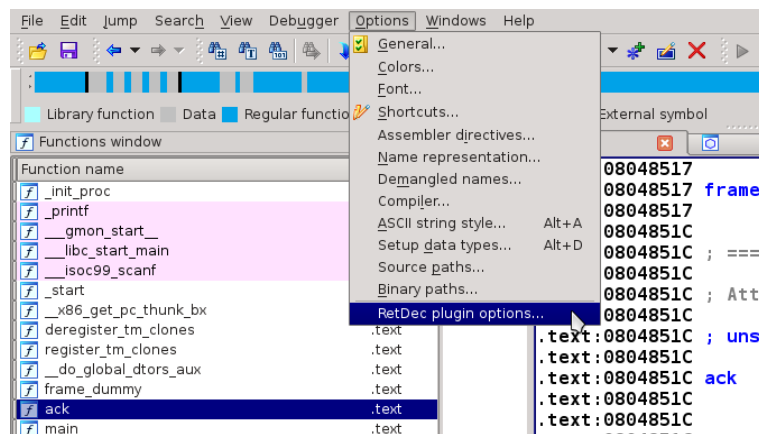 File Edit Jump Search View Debugger Options Windows Help
General...
Colors...
Font...
Shortcuts...
Assembler directives...
Name representation...
Demangled names...
Compiler...
ASCII string style... Alt+A
Setup data types... Alt+D
Source paths...
Binary paths...
RetDec plugin options...
Library function Data Regular functio External symbol
Functions window
Function name
_init_proc
_printf
___gmon_start__
___libc_start_main
___isoc99_scanf
_start
__x86_get_pc_thunk_bx
deregister_tm_clones .text
register_tm_clones .text
__do_global_dtors_aux .text
frame_dummy .text
ack .text
main .text
08048517
08048517 frame
08048517
0804851C
0804851C ; ===
0804851C
0804851C ; Att
0804851C
.text:0804851C ; uns
.text:0804851C
.text:0804851C ack
.text:0804851C
.text:0804851C